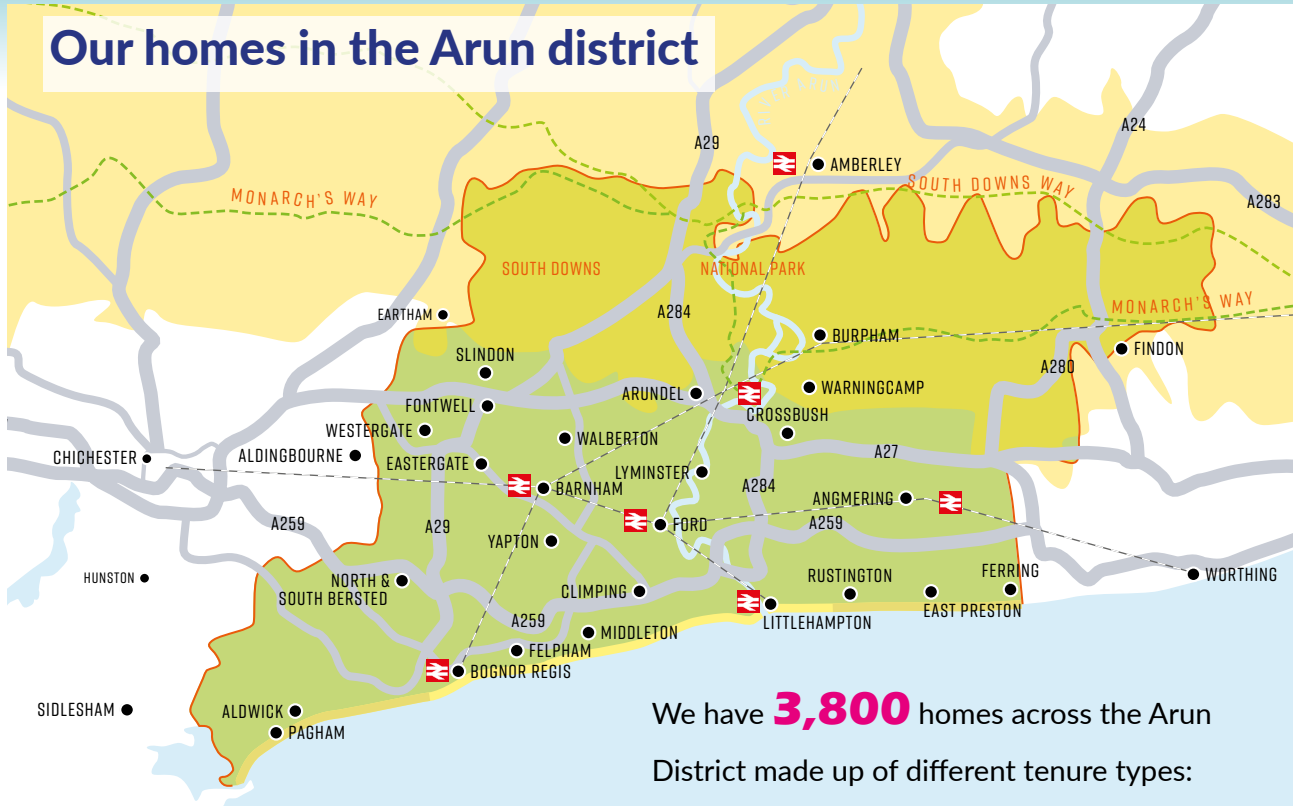 Our homes in the Arun district
RIVER ARUN
A24
A29
AMBERLEY
SOUTH DOWNS WAY
MONARCH'S WAY
A283
SOUTH DOWNS
NATIONAL PARK
MONARCH'S WAY
EARTHAM
A284
BURPHAM
FINDON
SLINDON
A280
ARUNDEL
WARNINGCAMP
FONTWELL
CROSSBUSH
WESTERGATE
WALBERTON
CHICHESTER
ALDINGBOURNE
EASTERGATE
A27
LYMINSTER
BARNHAM
A284
ANGMERING
A259
A29
FORD
A259
YAPTON
HUNSTON
NORTH &
SOUTH BERSTED
CLIMPING
RUSTINGTON
FERRING
WORTHING
EAST PRESTON
A259
LITTLEHAMPTON
MIDDLETON
FELPHAM
BOGNOR REGIS
SIDLESHAM
ALDWICK
PAGHAM
We have 3,800 homes across the Arun
District made up of different tenure types: